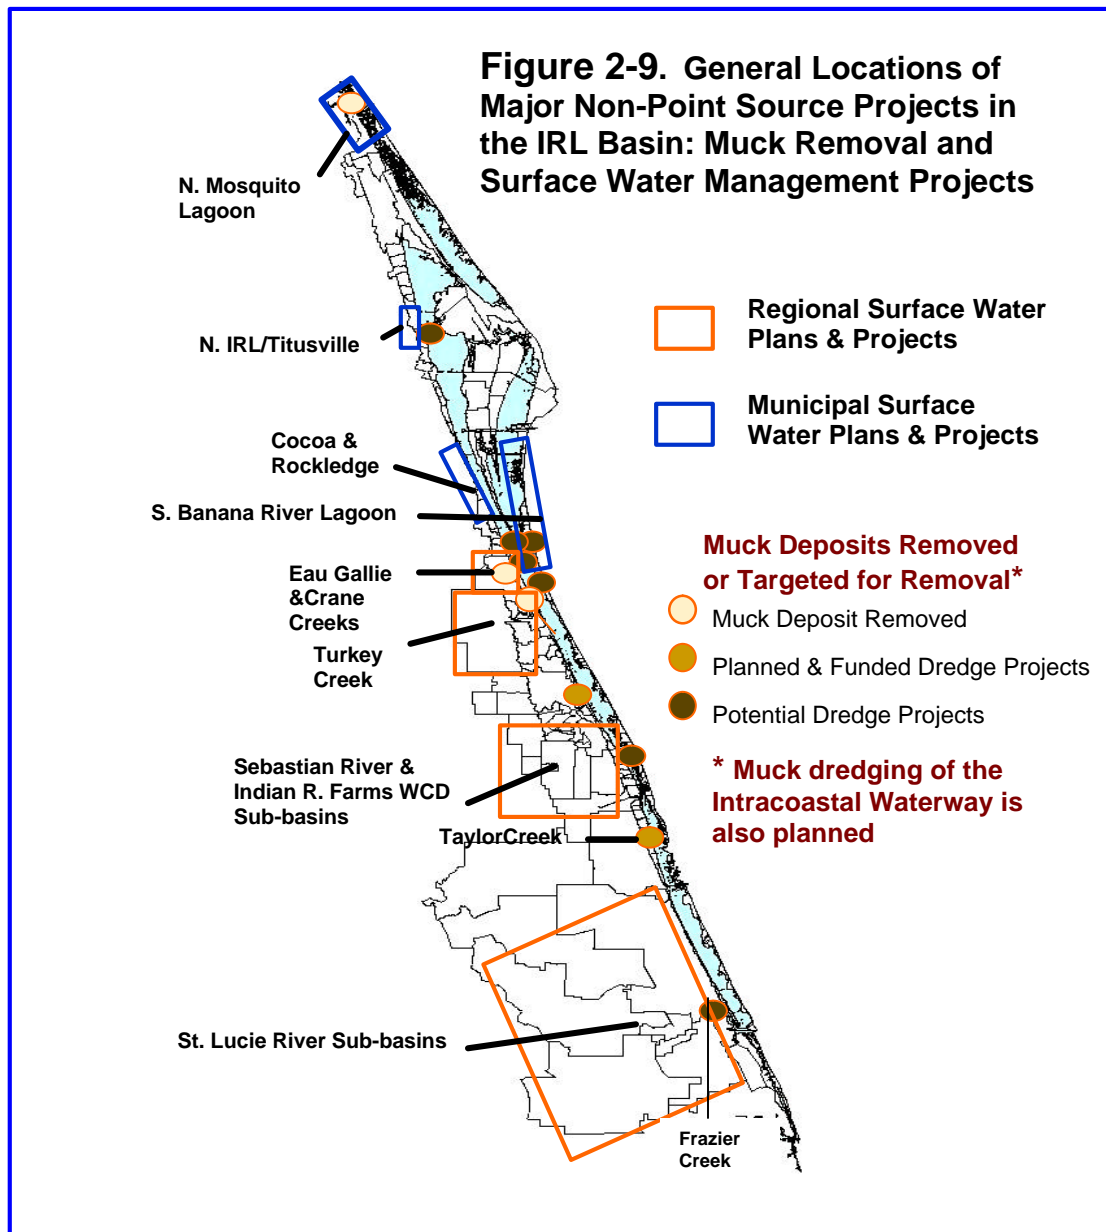 Figure 2-9. General Locations of
Major Non-Point Source Projects in
the IRL Basin: Muck Removal and
Surface Water Management Projects
N. Mosquito
Lagoon
Regional Surface Water
Plans & Projects
N. IRL/Titusville
Municipal Surface
Water Plans & Projects
Cocoa &
Rockledge
S. Banana River Lagoon
Muck Deposits Removed
or Targeted for Removal*
Eau Gallie
&Crane
Creeks
Muck Deposit Removed
Turkey
Creek
Planned & Funded Dredge Projects
Potential Dredge Projects
Sebastian River &
Indian R. Farms WCD
Sub-basins
* Muck dredging of the
Intracoastal Waterway is
also planned
TaylorCreek
St. Lucie River Sub-basins
Frazier
Creek